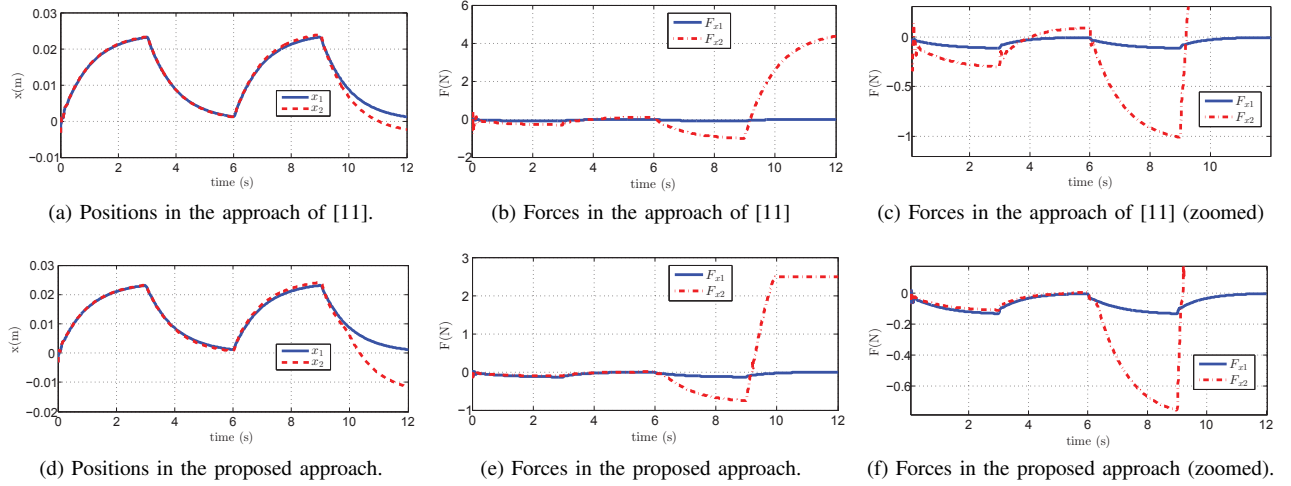 0.03
0.02
0.01
0
−0.01
x(m)
x1
x2
0 2 4 6 8 10 12
time (s)
(a) Positions in the approach of [11].
6
4
2
0
−2
F(N)
Fx1
Fx2
0 2 4 6 8 10 12
time (s)
(b) Forces in the approach of [11]
0
−0.5
−1
F(N)
Fx1
Fx2
2 4 6 8 10
time (s)
(c) Forces in the approach of [11] (zoomed)
0.03
0.02
0.01
0
−0.01
−0.02
x(m)
x1
x2
0 2 4 6 8 10 12
time (s)
(d) Positions in the proposed approach.
3
2
1
0
−1
F(N)
Fx1
Fx2
0 2 4 6 8 10 12
time (s)
(e) Forces in the proposed approach.
0
−0.2
−0.4
−0.6
F(N)
Fx1
Fx2
2 4 6 8 10 12
time (s)
(f) Forces in the proposed approach (zoomed).